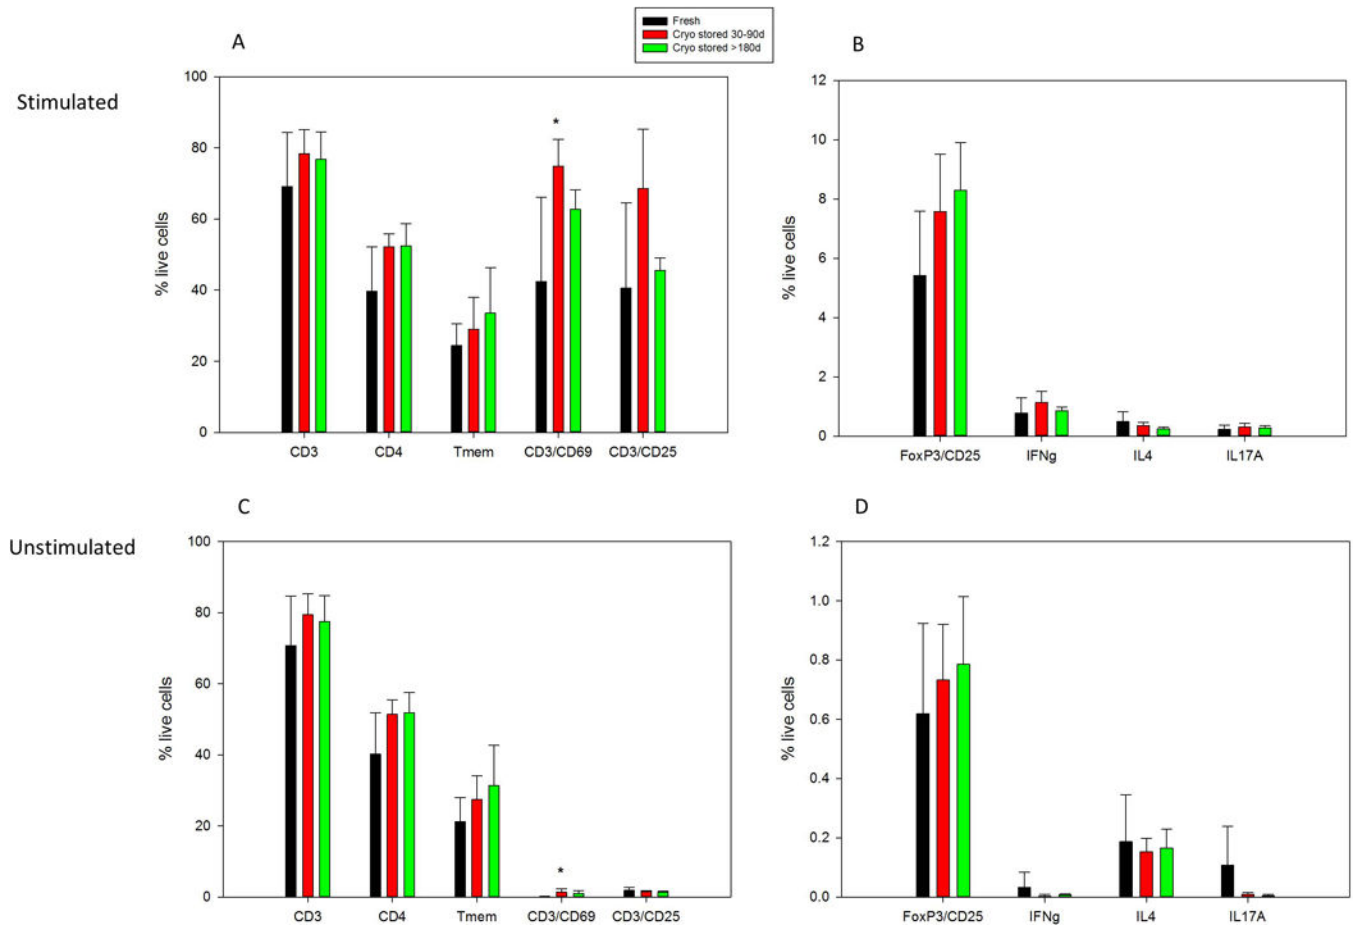 Fresh
Cryo stored 30-90d
Cryo stored >180d
A
B
Stimulated
100
80
60
40
20
0
% live cells
CD3
CD4
Tmem
CD3/CD69
CD3/CD25
*
12
10
8
6
4
2
0
% live cells
FoxP3/CD25
IFNg
IL4
IL17A
C
D
Unstimulated
100
80
60
40
20
0
% live cells
CD3
CD4
Tmem
CD3/CD69
CD3/CD25
*
1.2
1.0
0.8
0.6
0.4
0.2
0.0
% live cells
FoxP3/CD25
IFNg
IL4
IL17A